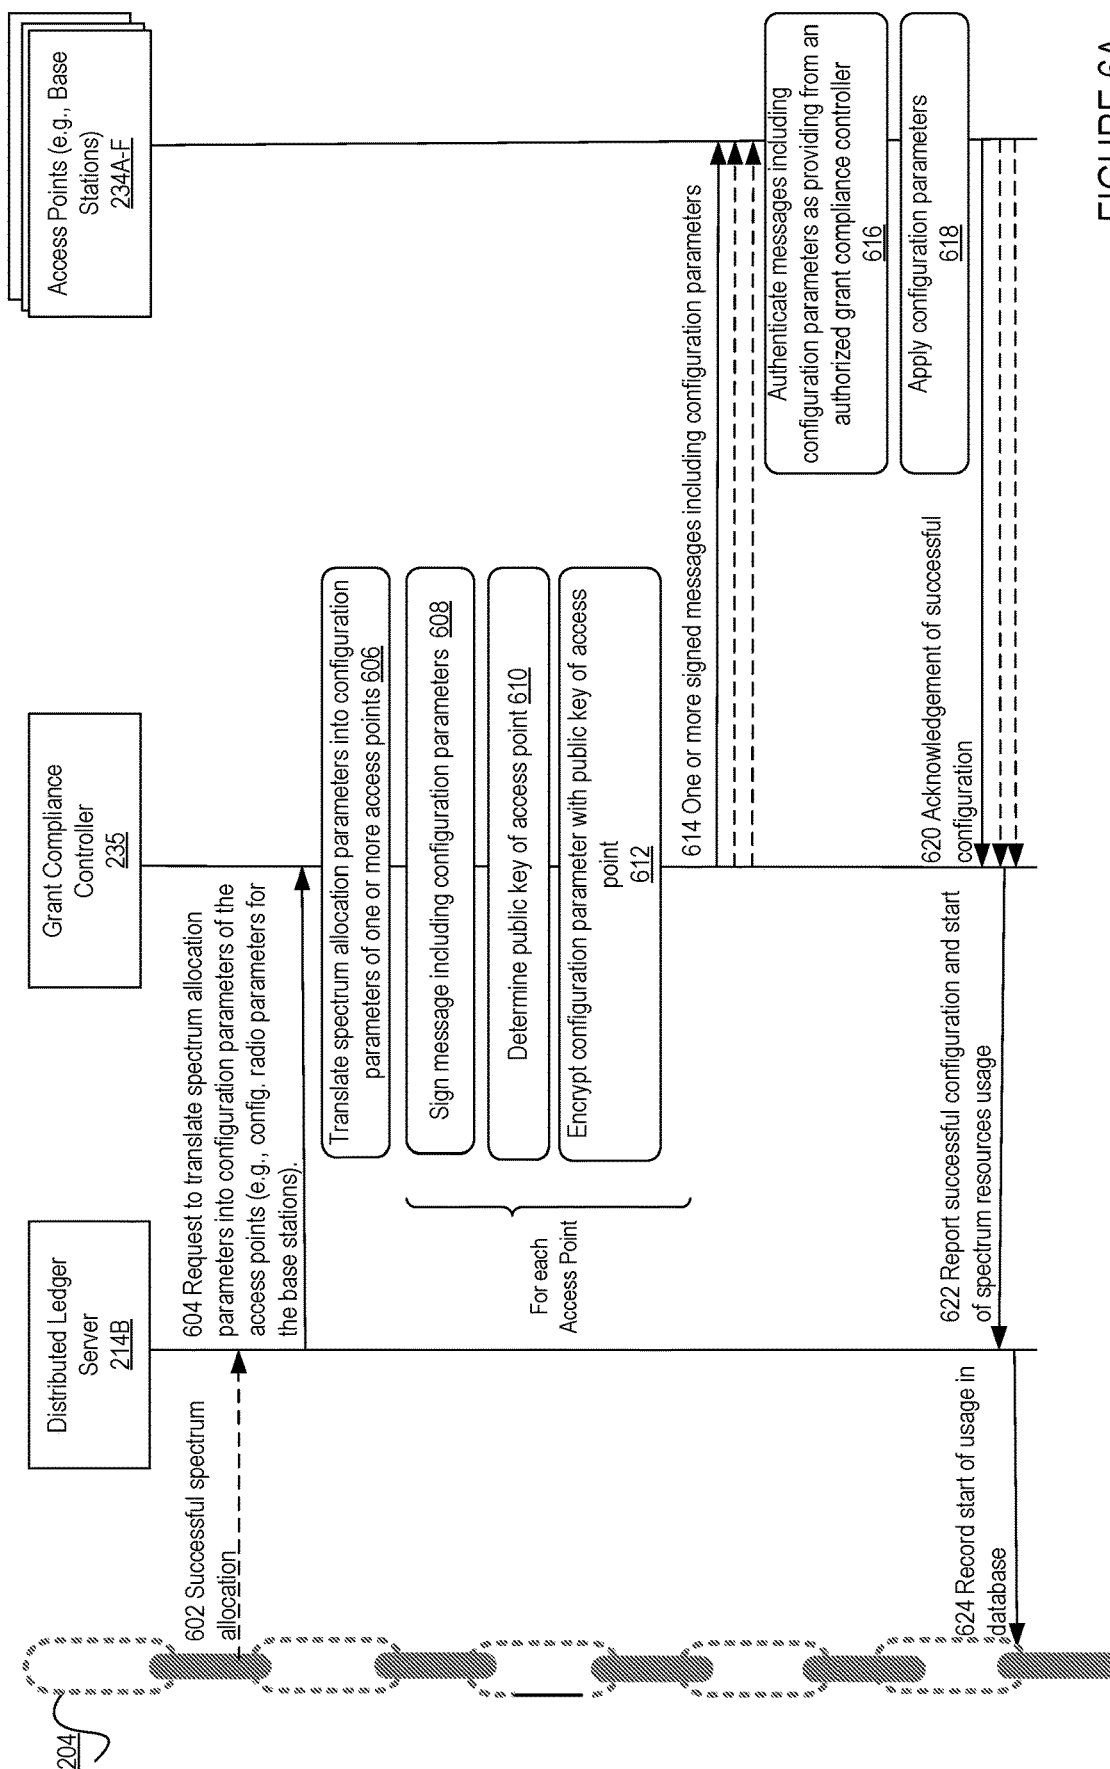 204
Distributed Ledger
Server
214B
Grant Compliance
Controller
235
Access Points (e.g., Base
Stations)
234A-F
602 Successful spectrum
allocation
604 Request to translate spectrum allocation
parameters into configuration parameters of the
access points (e.g., config. radio parameters for
the base stations).
Translate spectrum allocation parameters into configuration
parameters of one or more access points 606
For each
Access Point
Sign message including configuration parameters 608
Determine public key of access point 610
Encrypt configuration parameter with public key of access
point
612
614 One or more signed messages including configuration parameters
Authenticate messages including
configuration parameters as providing from an
authorized grant compliance controller
616
Apply configuration parameters
618
620 Acknowledgement of successful
configuration
622 Report successful configuration and start
of spectrum resources usage
624 Record start of usage in
database
FIGURE 6A